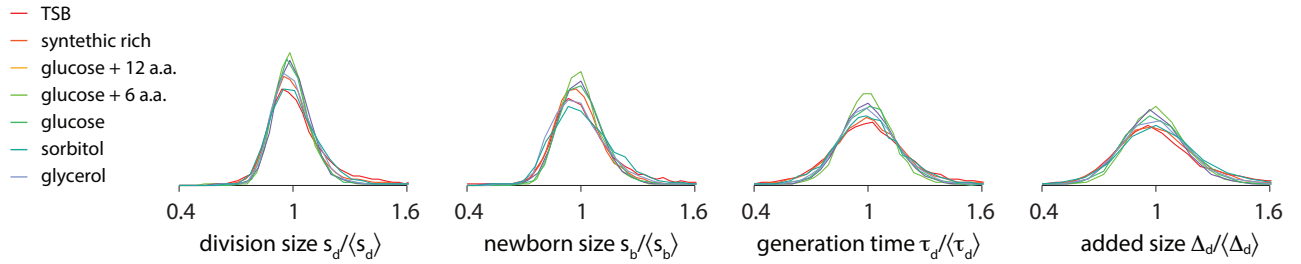 TSB
syntethic rich
glucose + 12 a.a.
glucose + 6 a.a.
glucose
sorbitol
glycerol
0.4 1 1.6
division size s_d/⟨s_d⟩
0.4 1 1.6
newborn size s_b/⟨s_b⟩
0.4 1 1.6
generation time τ_d/⟨τ_d⟩
0.4 1 1.6
added size Δ_d/⟨Δ_d⟩